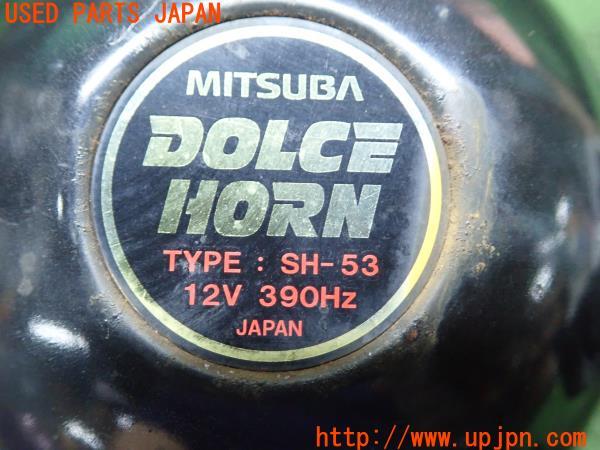 USED PARTS JAPAN
MITSUBA
DOLCE
HORN
TYPE : SH-53
12V 390Hz
JAPAN
http://www.upjpn.com/